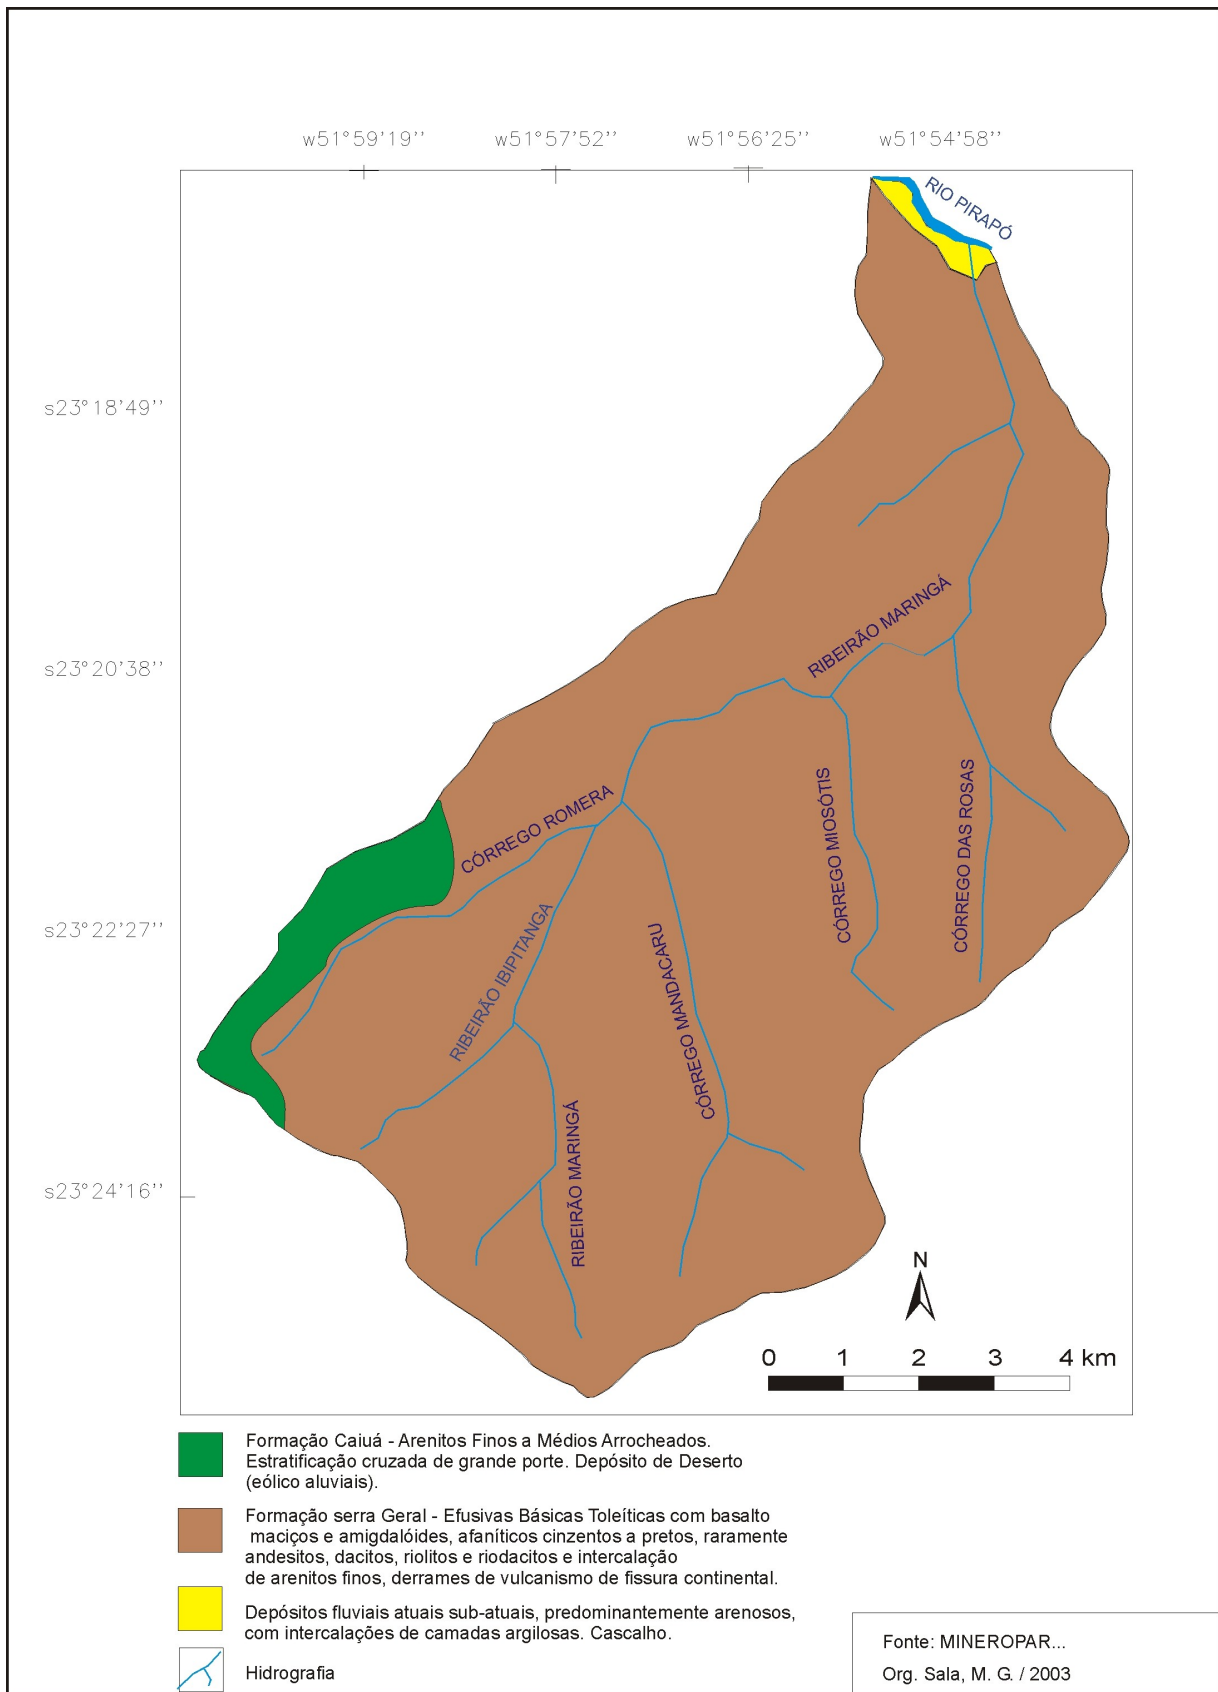 w51°59'19''
w51°57'52''
w51°56'25''
w51°54'58''
RIO PIRAPÓ
s23°18'49''
RIBEIRÃO MARINGÁ
s23°20'38''
CÓRREGO ROMERA
CÓRREGO MIOSÓTIS
CÓRREGO DAS ROSAS
s23°22'27''
RIBEIRÃO IBIPITANGA
CÓRREGO MANDACARU
RIBEIRÃO MARINGÁ
s23°24'16''
N
0 1 2 3 4 km
Formação Caiuá - Arenitos Finos a Médios Arrocheados.
Estratificação cruzada de grande porte. Depósito de Deserto
(eólico aluviais).
Formação serra Geral - Efusivas Básicas Toleíticas com basalto
maciços e amigdalóides, afaníticos cinzentos a pretos, raramente
andesitos, dacitos, riolitos e riodacitos e intercalação
de arenitos finos, derrames de vulcanismo de fissura continental.
Depósitos fluviais atuais sub-atuais, predominantemente arenosos,
com intercalações de camadas argilosas. Cascalho.
Hidrografia
Fonte: MINEROPAR...
Org. Sala, M. G. / 2003